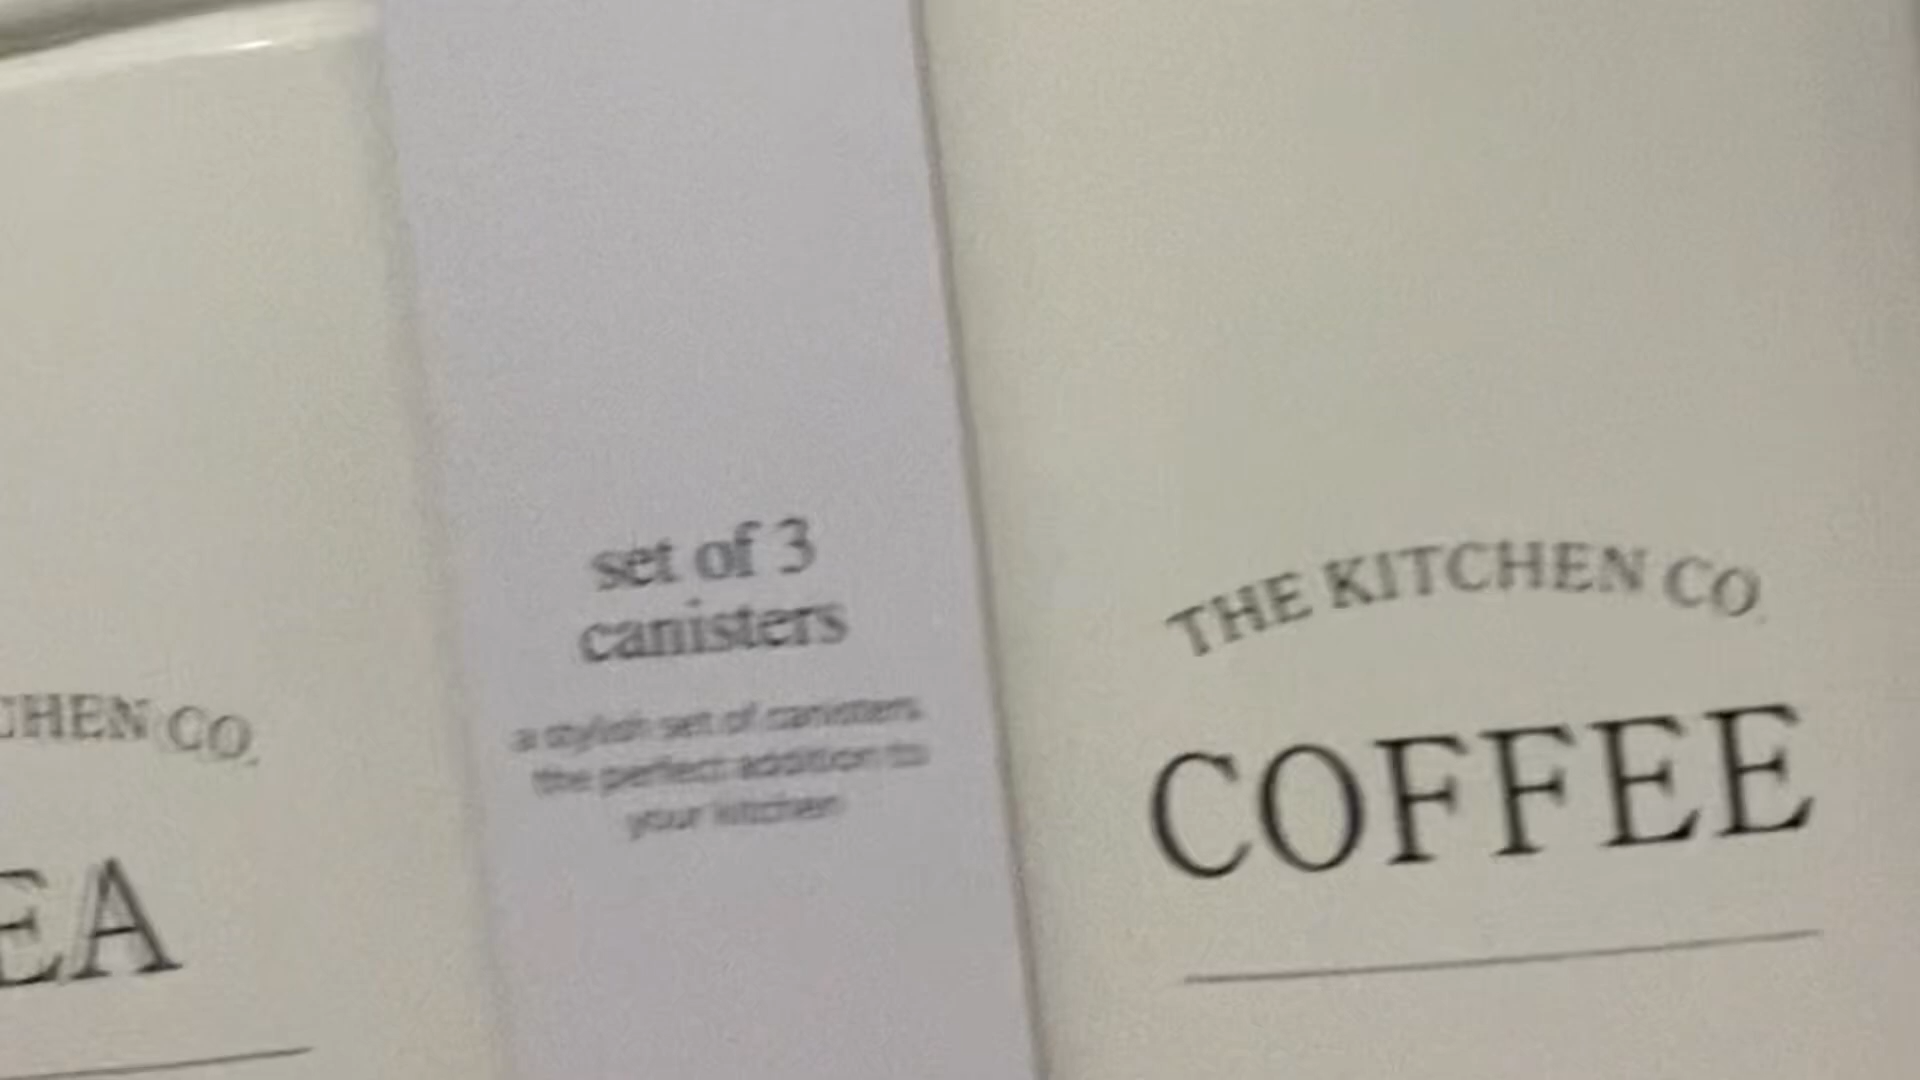 CHEN CO.
EA
set of 3
canisters
a stylish set of canisters
the perfect addition to
your kitchen
THE KITCHEN CO.
COFFEE